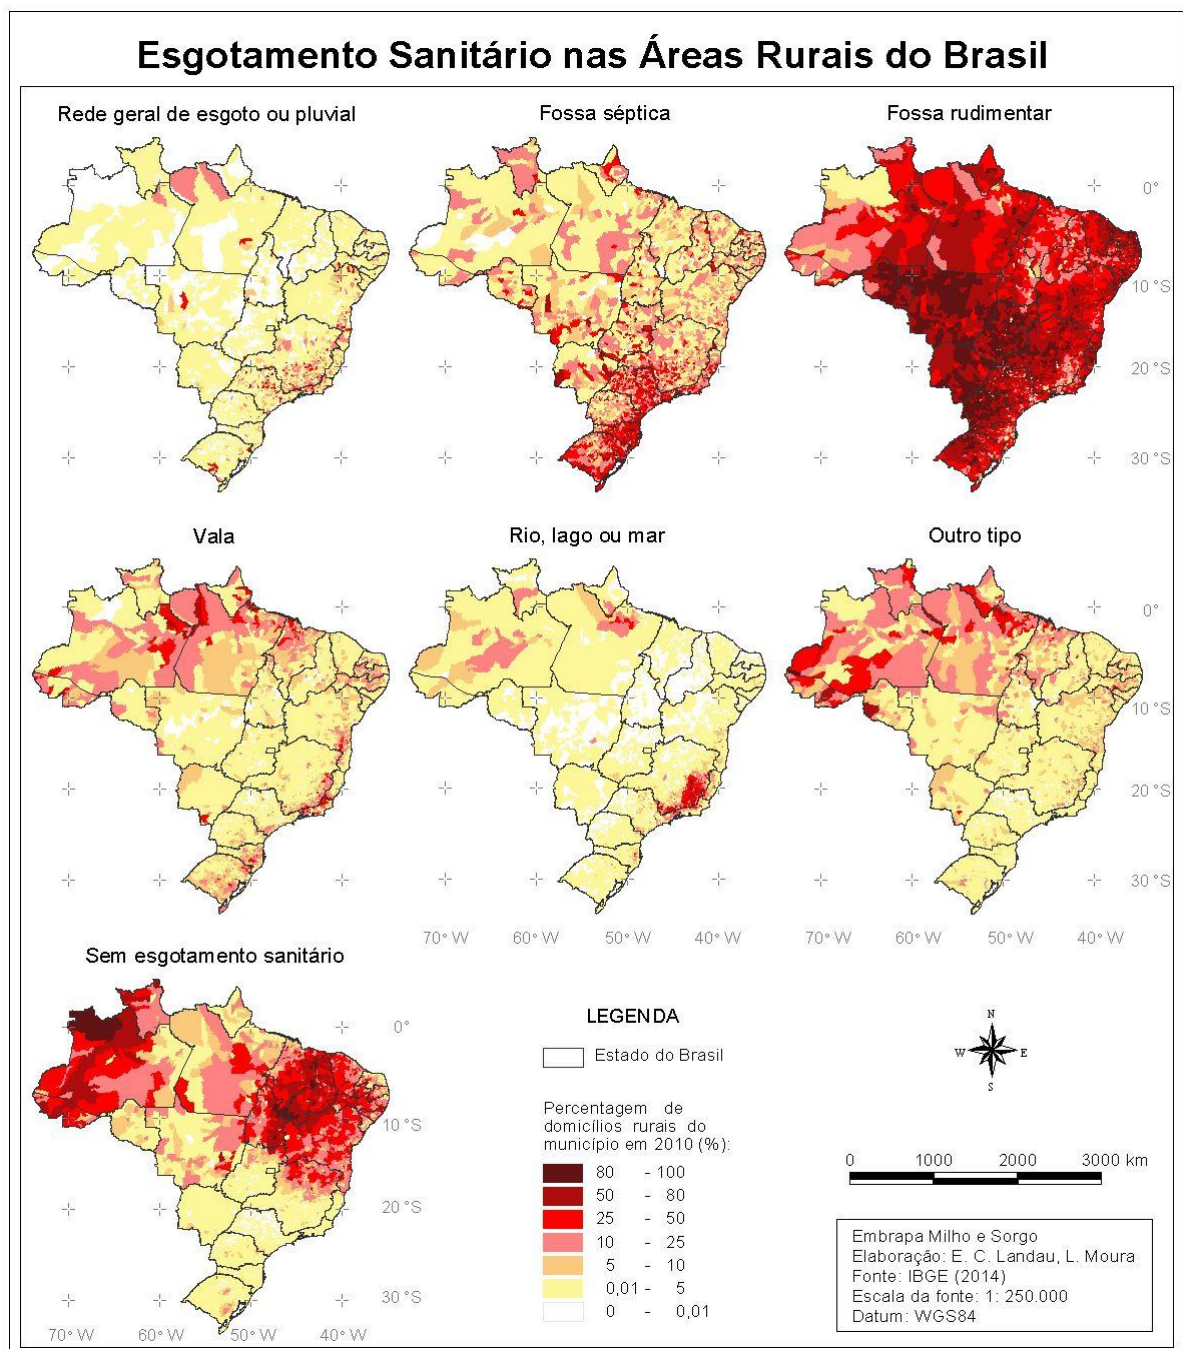 Esgotamento Sanitário nas Áreas Rurais do Brasil
Rede geral de esgoto ou pluvial
Fossa séptica
Fossa rudimentar
0°
10 °S
20 °S
30 °S
Vala
Rio, lago ou mar
Outro tipo
0°
10 °S
20 °S
30 °S
70° W 60° W 50° W 40° W
70° W 60° W 50° W 40° W
Sem esgotamento sanitário
0°
10 °S
20 °S
30 °S
70° W 60° W 50° W 40° W
LEGENDA
Estado do Brasil
Percentagem de
domicílios rurais do
município em 2010 (%):
80 - 100
50 - 80
25 - 50
10 - 25
5 - 10
0,01 - 5
0 - 0,01
N
W E
S
0 1000 2000 3000 km
Embrapa Milho e Sorgo
Elaboração: E. C. Landau, L. Moura
Fonte: IBGE (2014)
Escala da fonte: 1: 250.000
Datum: WGS84